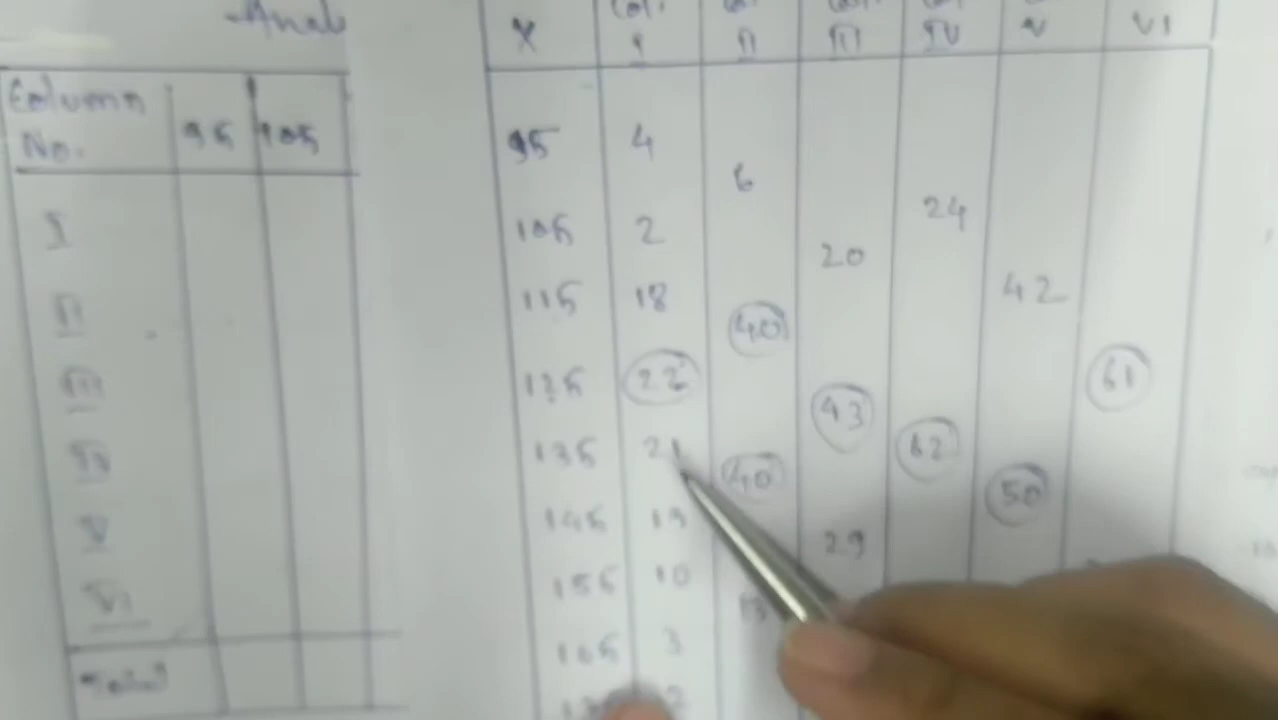 Column
No. 95 105
I
II
III
IV
V
VI
Total
X I II III IV V VI
95 4
6
105 2 24
20
115 18 42
40
125 22 61
43
135 21 62
40 50
145 19 29
155 10
165 3
2